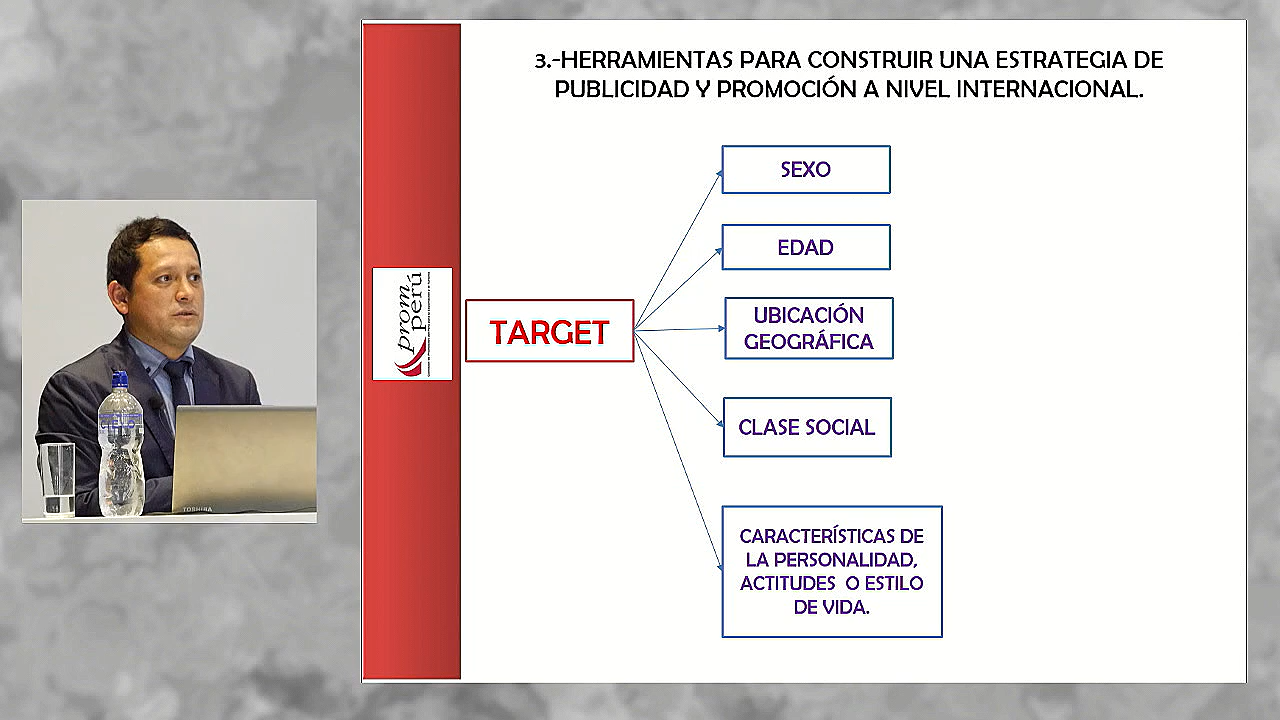 3.-HERRAMIENTAS PARA CONSTRUIR UNA ESTRATEGIA DE
PUBLICIDAD Y PROMOCIÓN A NIVEL INTERNACIONAL.
SEXO
EDAD
UBICACIÓN
GEOGRÁFICA
TARGET
CLASE SOCIAL
CARACTERÍSTICAS DE
LA PERSONALIDAD,
ACTITUDES O ESTILO
DE VIDA.
prom
perú
TOSHIBA